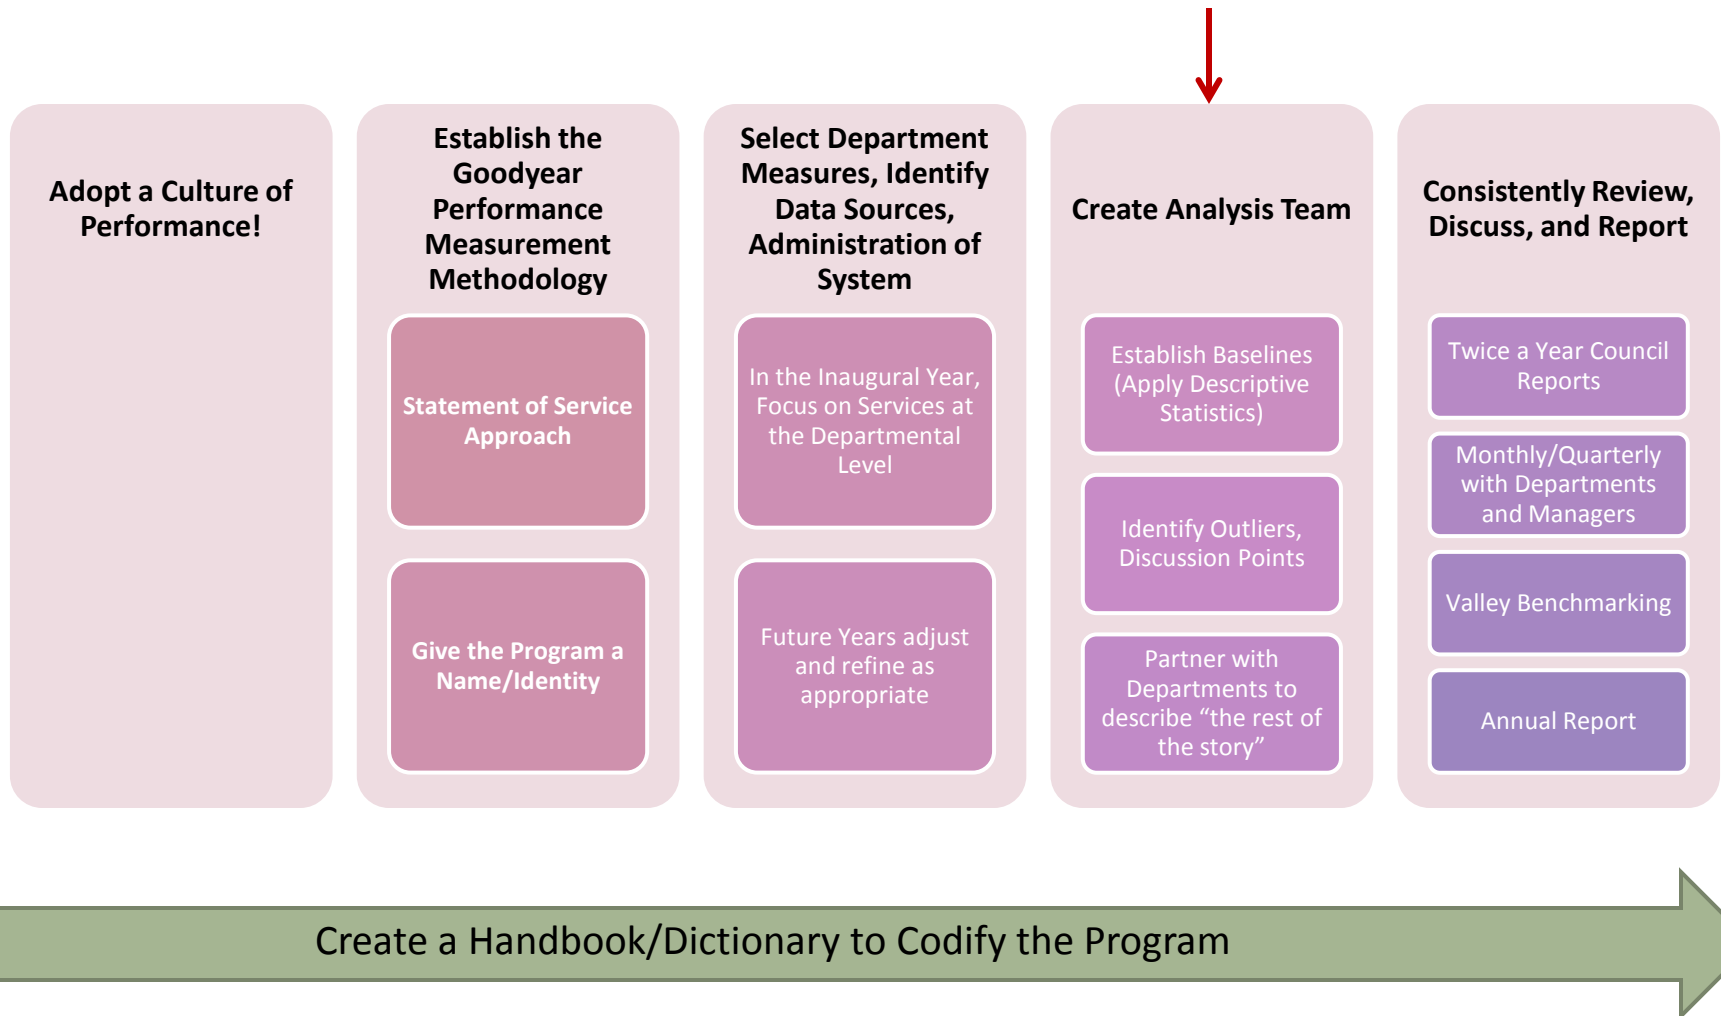 Adopt a Culture of
Performance!
Establish the
Goodyear
Performance
Measurement
Methodology
Statement of Service
Approach
Give the Program a
Name/Identity
Select Department
Measures, Identify
Data Sources,
Administration of
System
In the Inaugural Year,
Focus on Services at
the Departmental
Level
Future Years adjust
and refine as
appropriate
Create Analysis Team
Establish Baselines
(Apply Descriptive
Statistics)
Identify Outliers,
Discussion Points
Partner with
Departments to
describe “the rest of
the story”
Consistently Review,
Discuss, and Report
Twice a Year Council
Reports
Monthly/Quarterly
with Departments
and Managers
Valley Benchmarking
Annual Report
Create a Handbook/Dictionary to Codify the Program